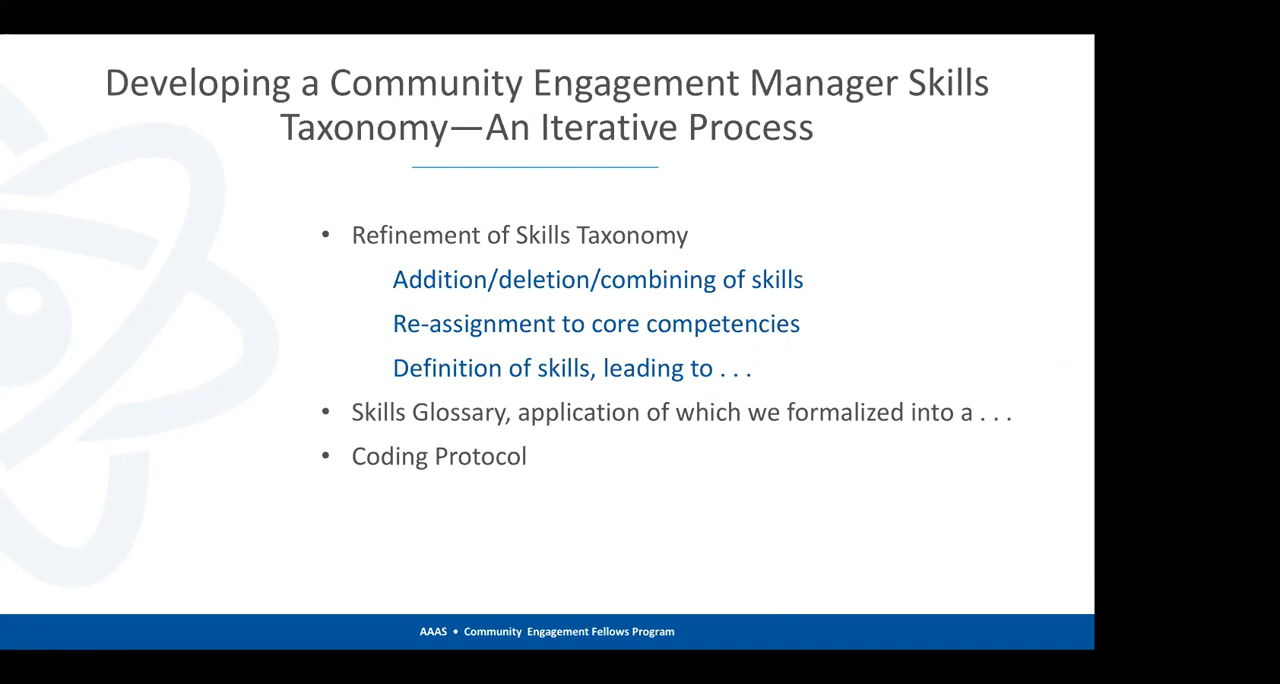 Developing a Community Engagement Manager Skills
Taxonomy—An Iterative Process
• Refinement of Skills Taxonomy
Addition/deletion/combining of skills
Re-assignment to core competencies
Definition of skills, leading to . . .
• Skills Glossary, application of which we formalized into a . . .
• Coding Protocol
AAAS • Community Engagement Fellows Program